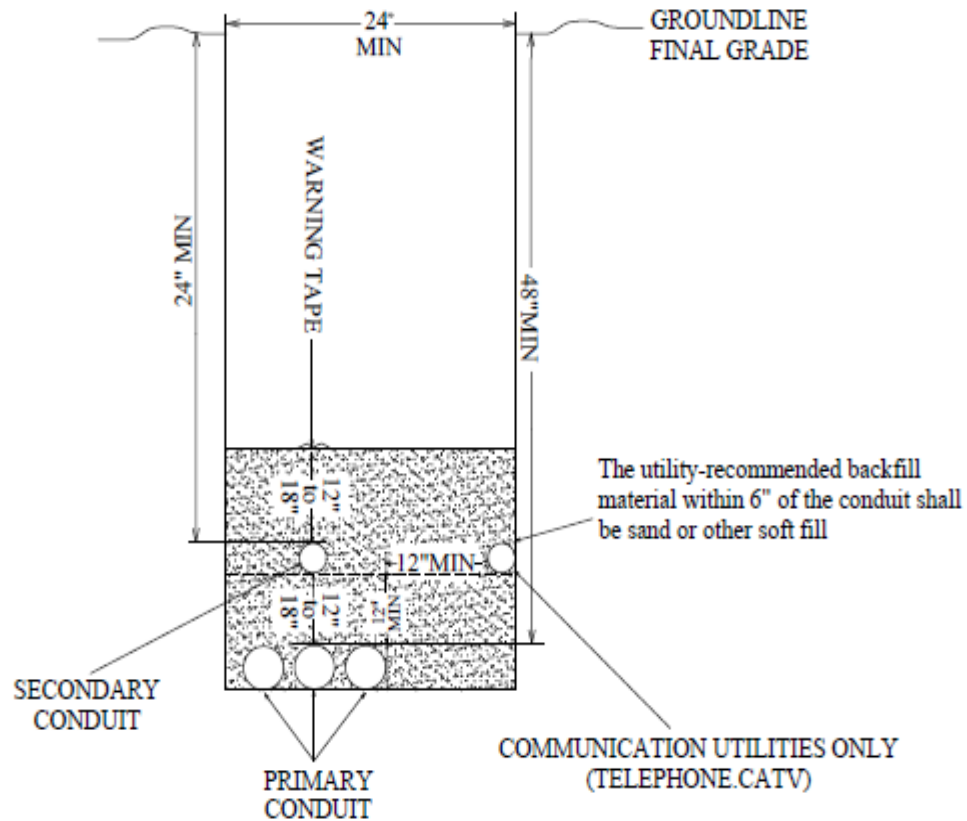 24"
MIN
GROUNDLINE
FINAL GRADE
WARNING TAPE
24" MIN
48"MIN
The utility-recommended backfill
material within 6" of the conduit shall
be sand or other soft fill
12"
to
18"
12"MIN
12"
to
18"
12"
MIN
SECONDARY
CONDUIT
COMMUNICATION UTILITIES ONLY
(TELEPHONE.CATV)
PRIMARY
CONDUIT